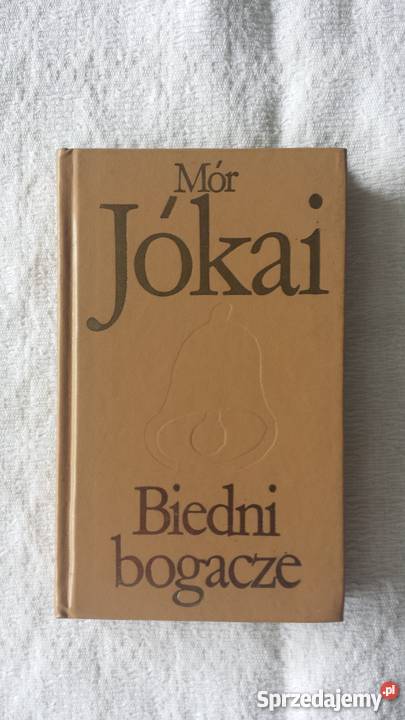 Mór
Jókai
Biedni
bogacze
Sprzedajemy.pl